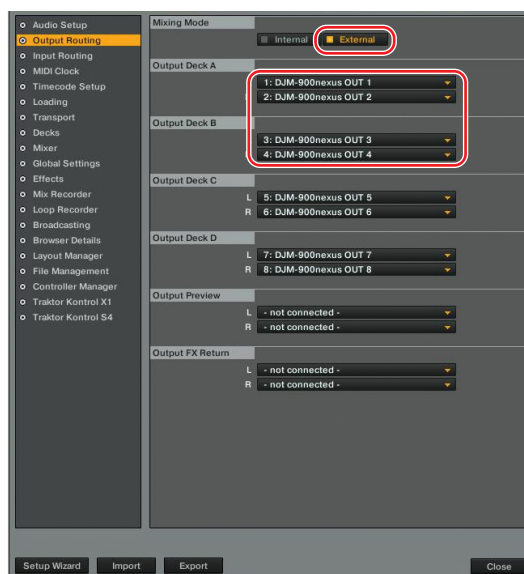 Audio Setup
Output Routing
Input Routing
MIDI Clock
Timecode Setup
Loading
Transport
Decks
Mixer
Global Settings
Effects
Mix Recorder
Loop Recorder
Broadcasting
Browser Details
Layout Manager
File Management
Controller Manager
Traktor Kontrol X1
Traktor Kontrol S4
Mixing Mode
Internal External
Output Deck A
1: DJM-900nexus OUT 1
2: DJM-900nexus OUT 2
Output Deck B
3: DJM-900nexus OUT 3
4: DJM-900nexus OUT 4
Output Deck C
L 5: DJM-900nexus OUT 5
R 6: DJM-900nexus OUT 6
Output Deck D
L 7: DJM-900nexus OUT 7
R 8: DJM-900nexus OUT 8
Output Preview
L - not connected -
R - not connected -
Output FX Return
L - not connected -
R - not connected -
Setup Wizard Import Export Close